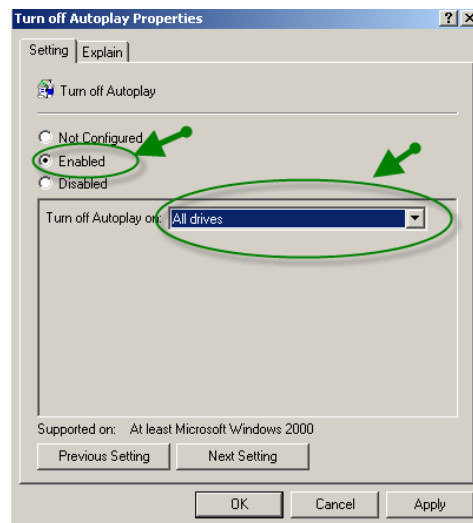 Turn off Autoplay Properties
Setting Explain
Turn off Autoplay
Not Configured
Enabled
Disabled
Turn off Autoplay on: All drives
Supported on: At least Microsoft Windows 2000
Previous Setting Next Setting
OK Cancel Apply